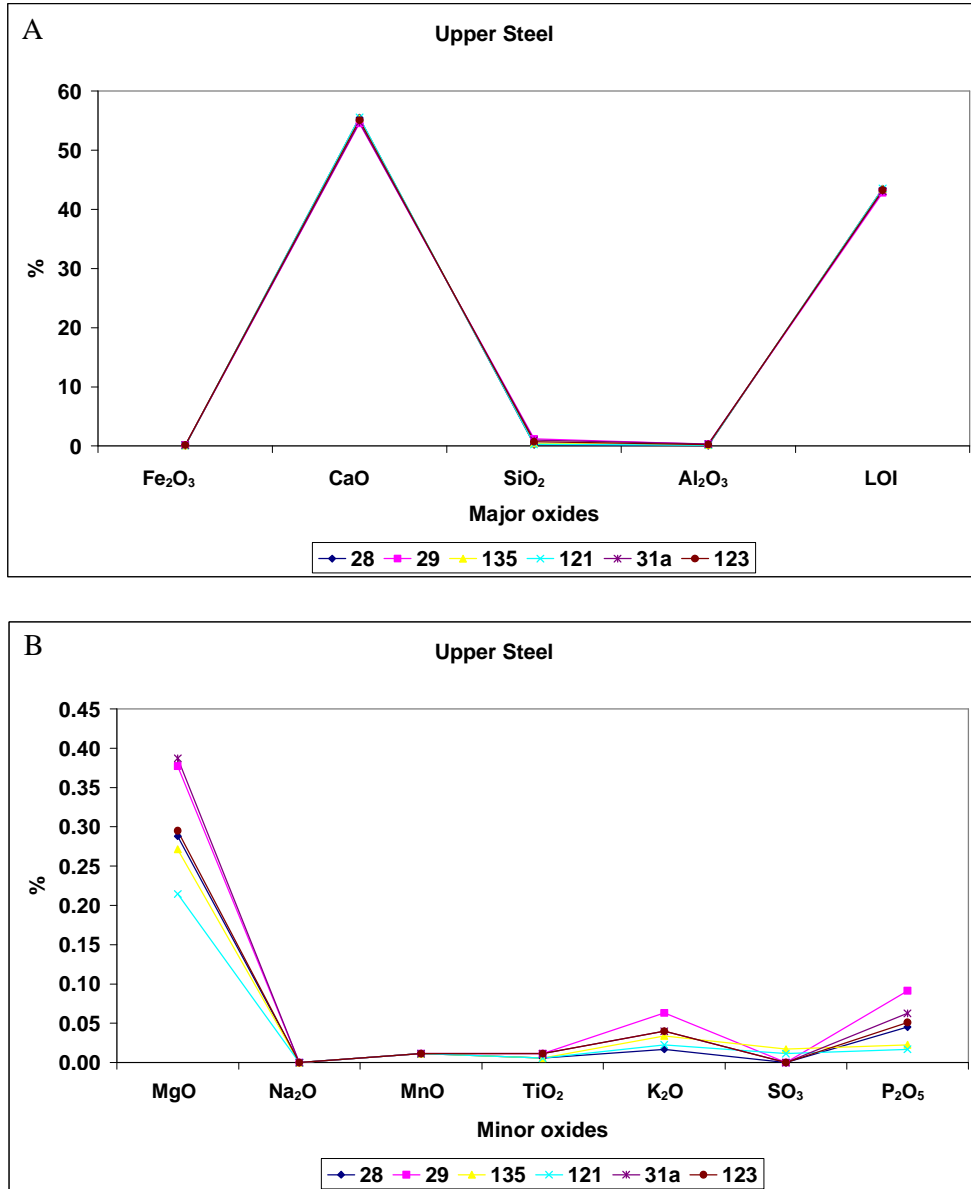 A
Upper Steel
60
50
40
30
20
10
0
%
Fe₂O₃ CaO SiO₂ Al₂O₃ LOI
Major oxides
28 29 135 121 31a 123
B
Upper Steel
0.45
0.40
0.35
0.30
0.25
0.20
0.15
0.10
0.05
0.00
%
MgO Na₂O MnO TiO₂ K₂O SO₃ P₂O₅
Minor oxides
28 29 135 121 31a 123